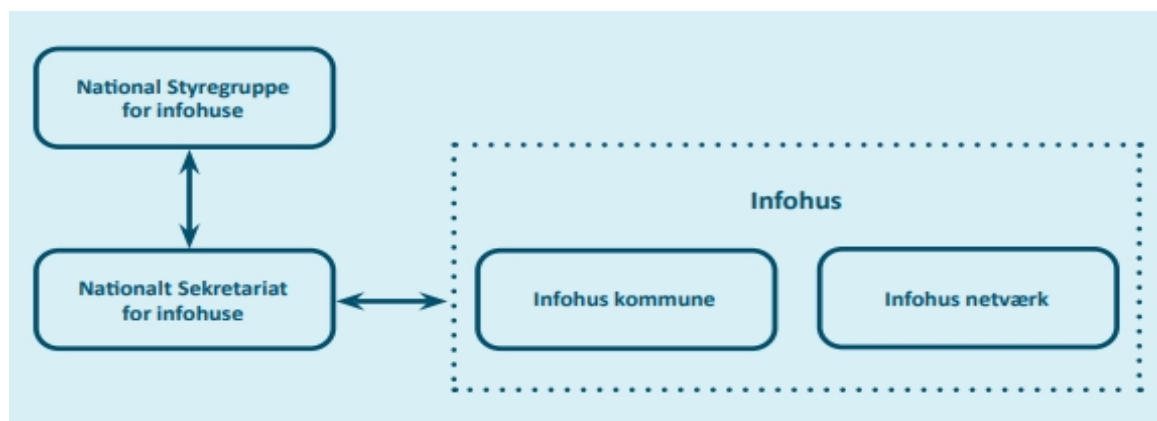 National Styregruppe
for infohuse
Infohus
Nationalt Sekretariat
for infohuse
Infohus kommune
Infohus netværk